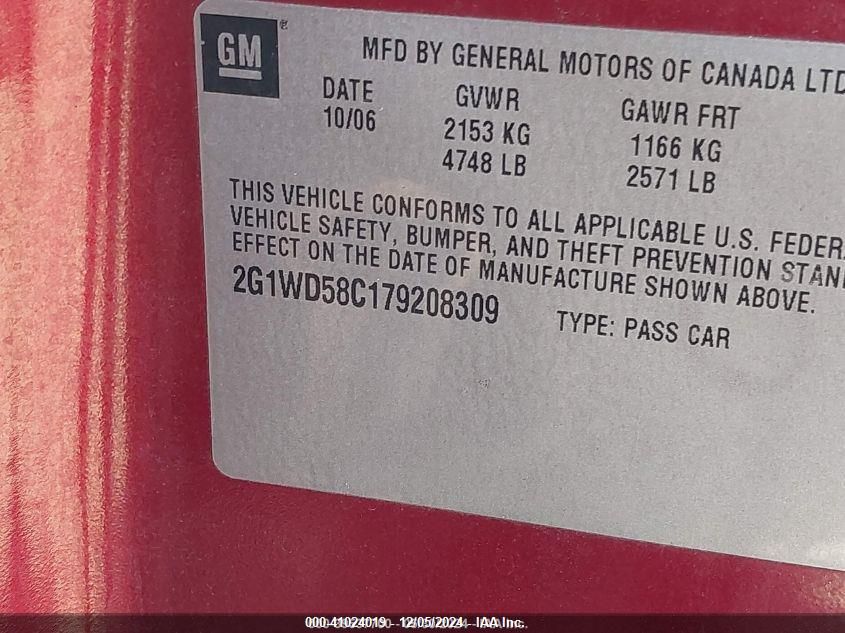 GM
MFD BY GENERAL MOTORS OF CANADA LTD
DATE GVWR GAWR FRT
10/06 2153 KG 1166 KG
4748 LB 2571 LB
THIS VEHICLE CONFORMS TO ALL APPLICABLE U.S. FEDERA
VEHICLE SAFETY, BUMPER, AND THEFT PREVENTION STAN
EFFECT ON THE DATE OF MANUFACTURE SHOWN ABOVE.
2G1WD58C179208309 TYPE: PASS CAR
000-41024019 - 12/05/2024 - IAA Inc.